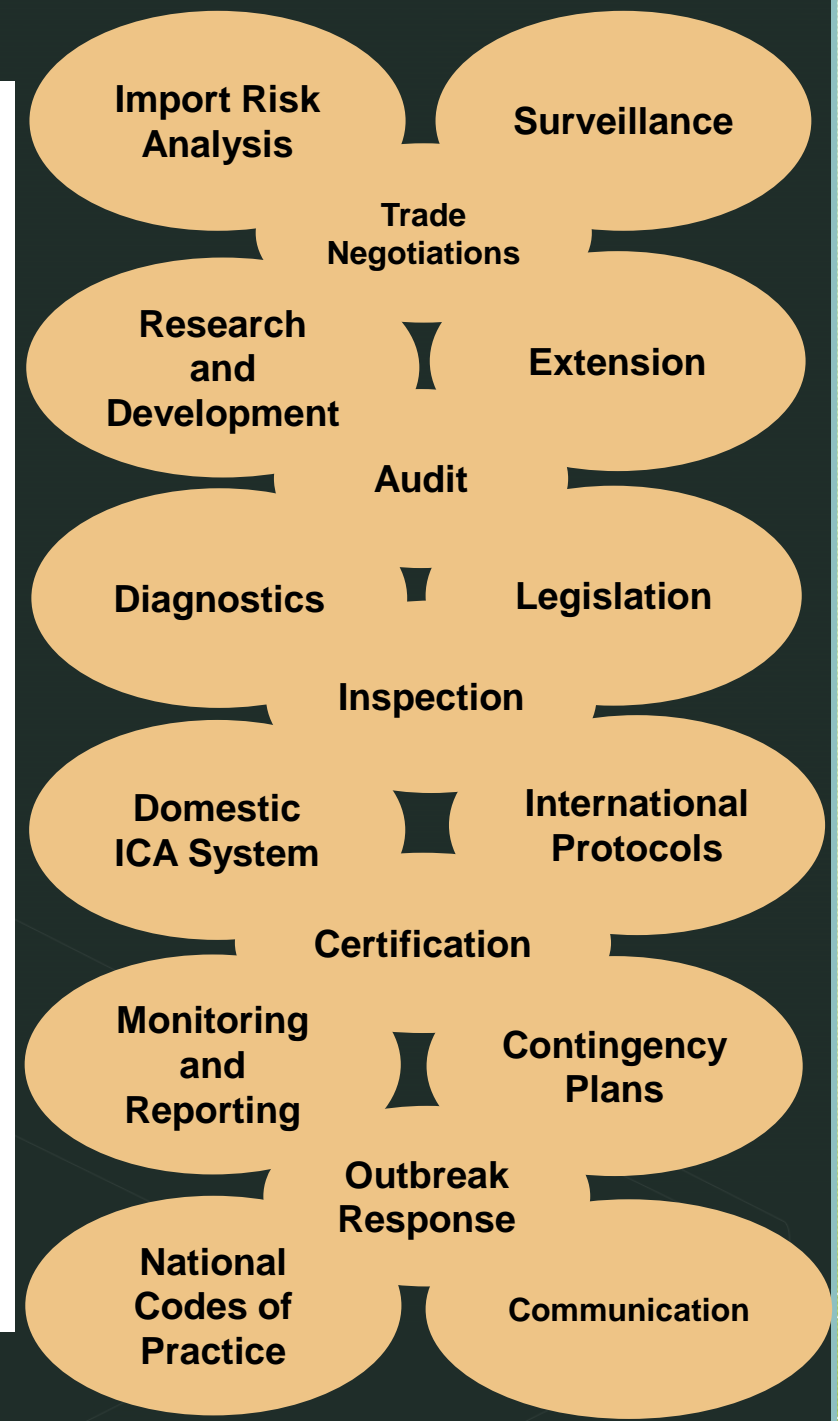 Import Risk
Analysis
Surveillance
Trade
Negotiations
Research
and
Development
Extension
Audit
Diagnostics
Legislation
Inspection
Domestic
ICA System
International
Protocols
Certification
Monitoring
and
Reporting
Contingency
Plans
Outbreak
Response
National
Codes of
Practice
Communication